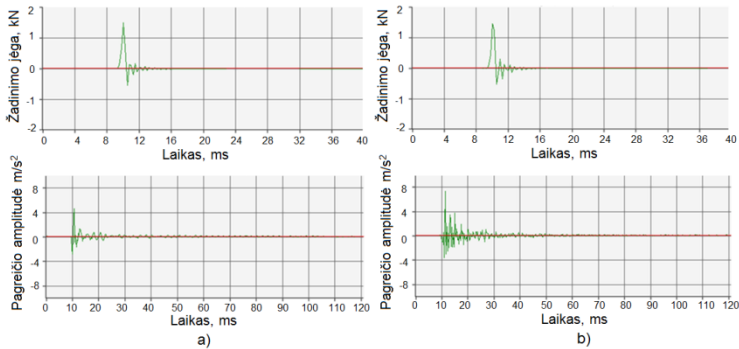 Žadinimo jėga, kN
2
1
0
-1
-2
0 4 8 12 16 20 24 28 32 36 40
Laikas, ms
Žadinimo jėga, kN
2
1
0
-1
-2
0 4 8 12 16 20 24 28 32 36 40
Laikas, ms
Pagreičio amplitudė m/s²
8
4
0
-4
-8
0 10 20 30 40 50 60 70 80 90 100 110 120
Laikas, ms
a)
Pagreičio amplitudė m/s²
8
4
0
-4
-8
0 10 20 30 40 50 60 70 80 90 100 110 120
Laikas, ms
b)